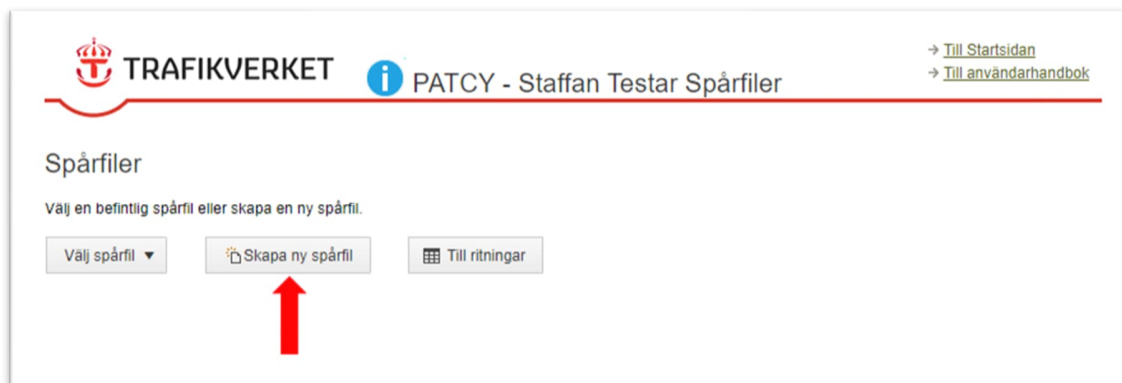 TRAFIKVERKET
PATCY - Staffan Testar Spårfiler
→ Till Startsidan
→ Till användarhandbok
Spårfiler
Välj en befintlig spårfil eller skapa en ny spårfil.
Välj spårfil ▼
Skapa ny spårfil
Till ritningar